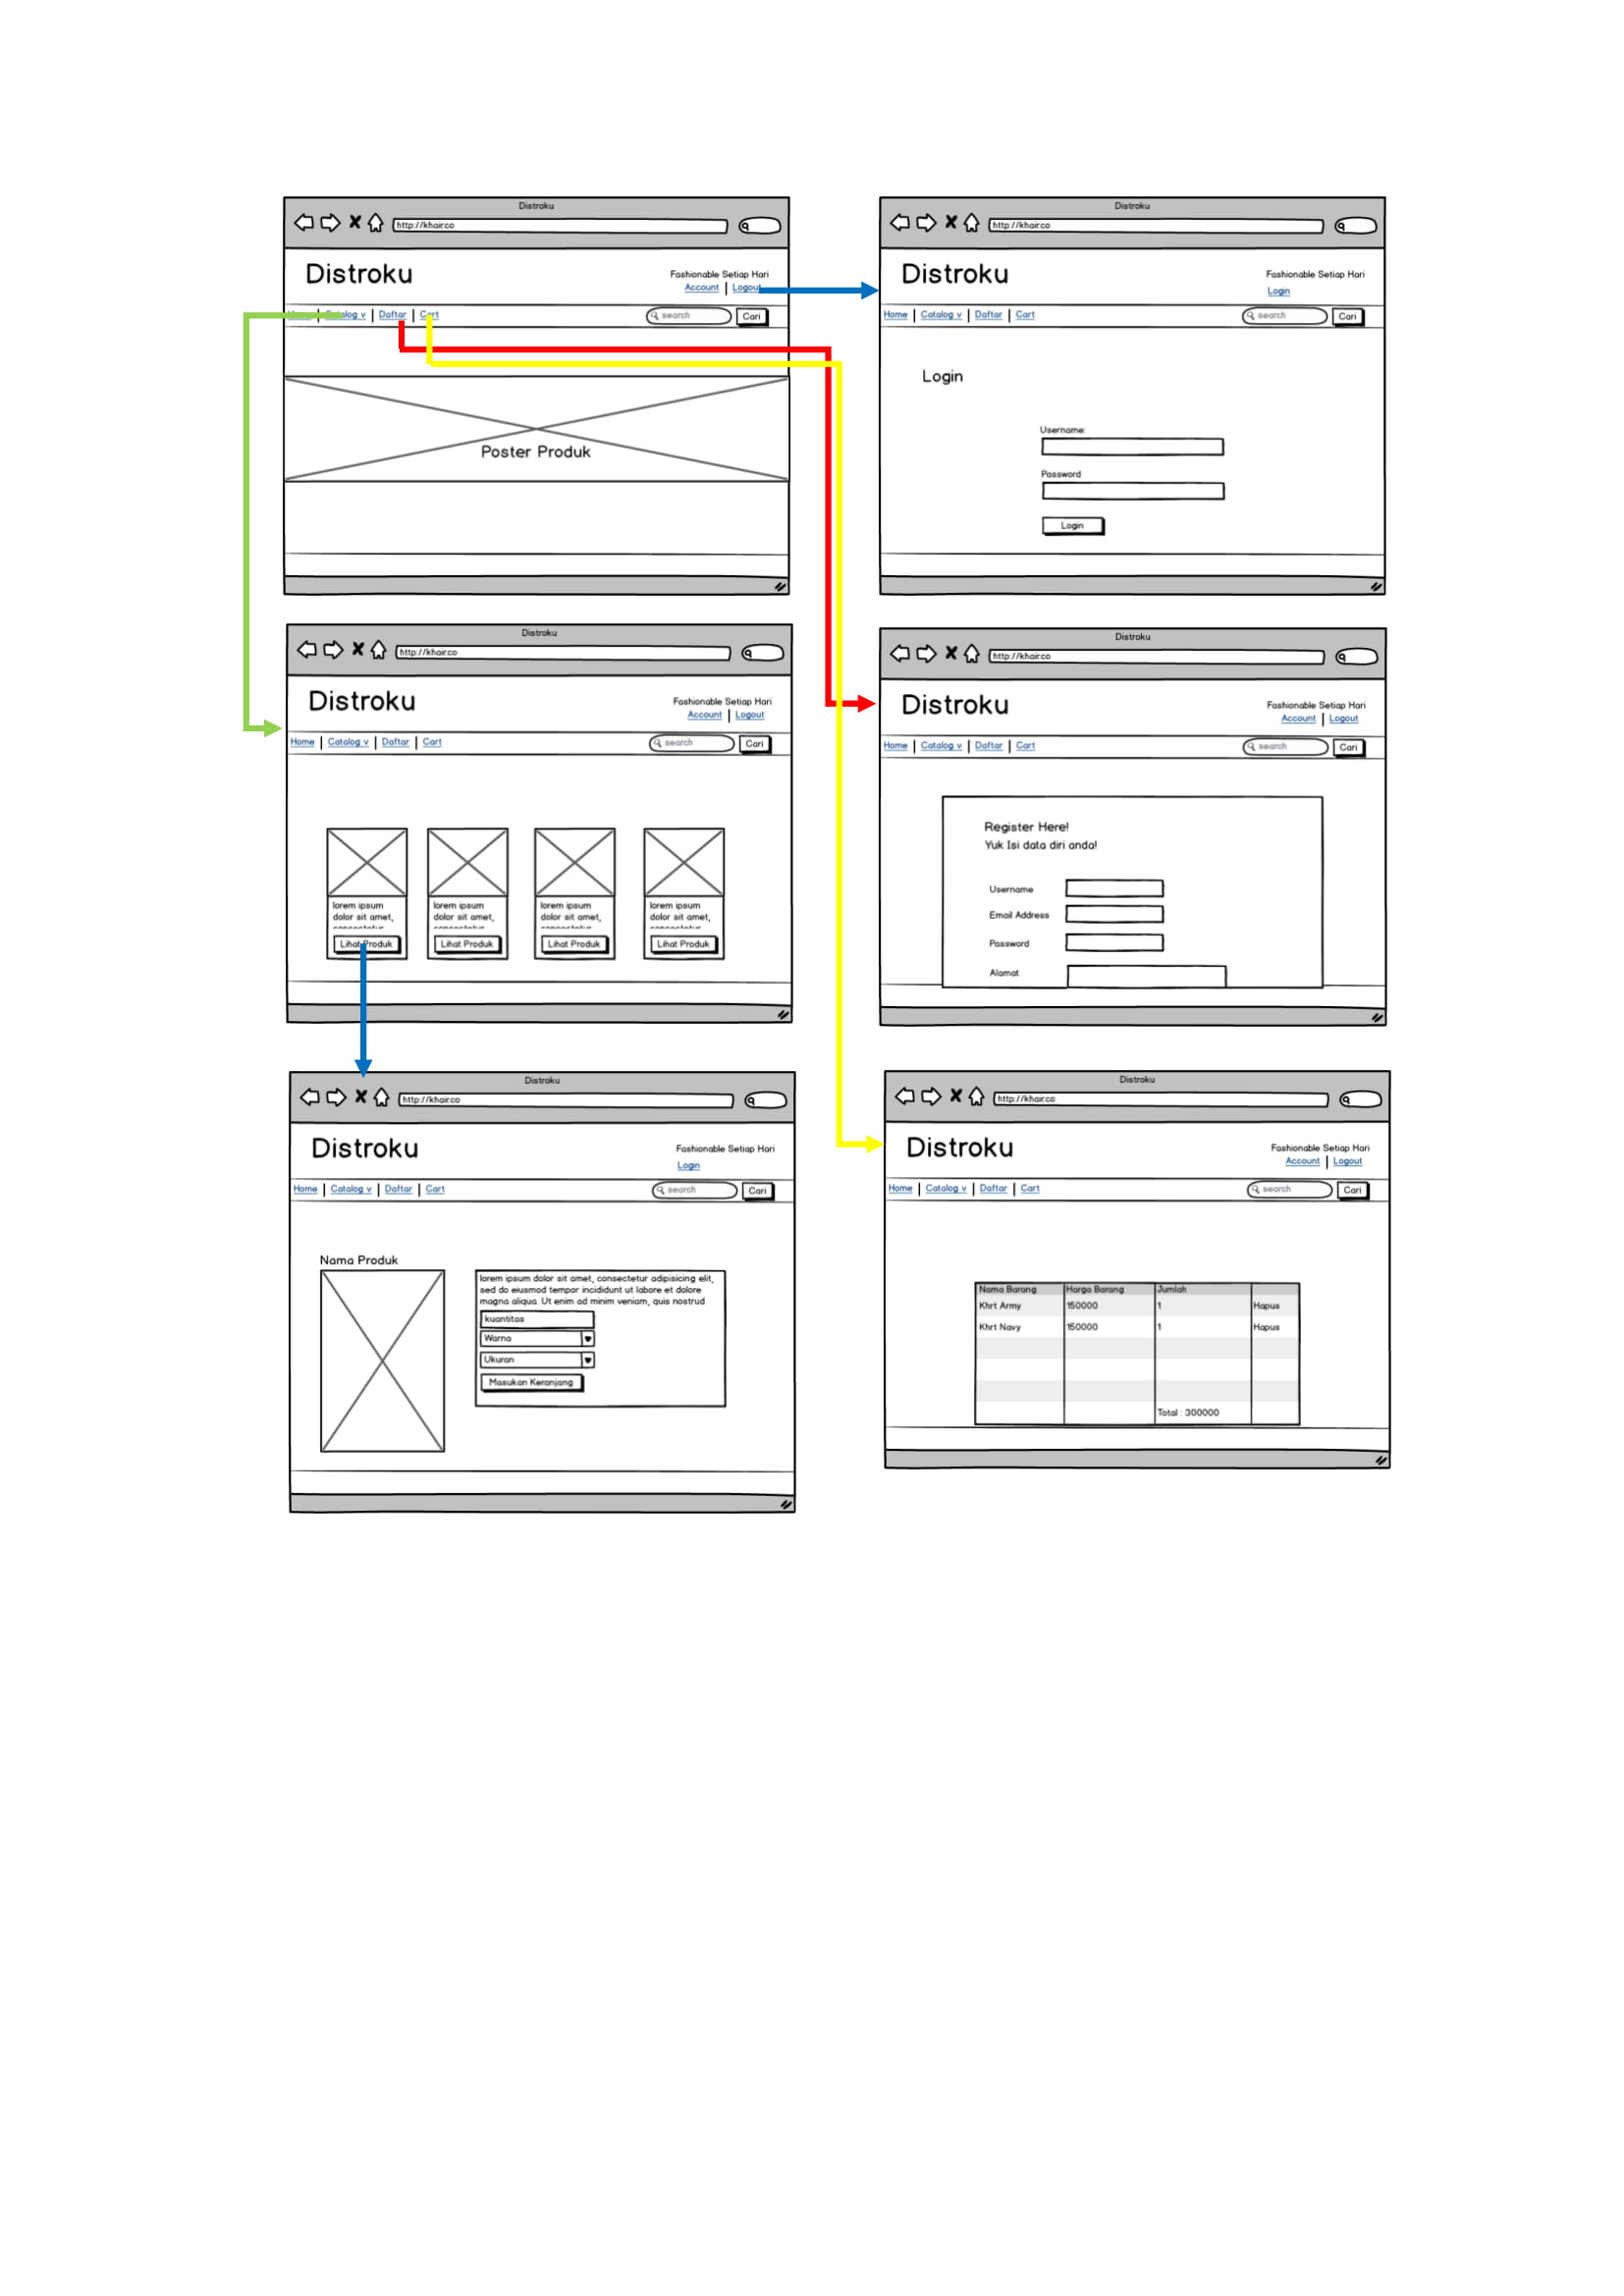 Distroku
http://khair.co
Distroku
Fashionable Setiap Hari
Account | Logout
Home | Catalog v | Daftar | Cart
search
Cari
Poster Produk
Distroku
http://khair.co
Distroku
Fashionable Setiap Hari
Login
Home | Catalog v | Daftar | Cart
search
Cari
Login
Username:
Password
Login
Distroku
http://khair.co
Distroku
Fashionable Setiap Hari
Account | Logout
Home | Catalog v | Daftar | Cart
search
Cari
lorem ipsum
dolor sit amet,
consectetur
Lihat Produk
lorem ipsum
dolor sit amet,
consectetur
Lihat Produk
lorem ipsum
dolor sit amet,
consectetur
Lihat Produk
lorem ipsum
dolor sit amet,
consectetur
Lihat Produk
Distroku
http://khair.co
Distroku
Fashionable Setiap Hari
Account | Logout
Home | Catalog v | Daftar | Cart
search
Cari
Register Here!
Yuk Isi data diri anda!
Username
Email Address
Password
Alamat
Distroku
http://khair.co
Distroku
Fashionable Setiap Hari
Login
Home | Catalog v | Daftar | Cart
search
Cari
Nama Produk
lorem ipsum dolor sit amet, consectetur adipisicing elit,
sed do eiusmod tempor incididunt ut labore et dolore
magna aliqua. Ut enim ad minim veniam, quis nostrud
kuantitas
Warna
Ukuran
Masukan Keranjang
Distroku
http://khair.co
Distroku
Fashionable Setiap Hari
Account | Logout
Home | Catalog v | Daftar | Cart
search
Cari
Nama Barang Harga Barang Jumlah
Khrt Army 150000 1 Hapus
Khrt Navy 150000 1 Hapus
Total : 300000